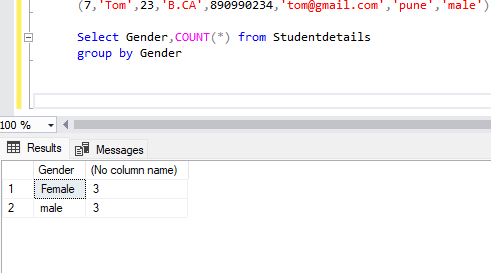 (7,'Tom',23,'B.CA',890990234,'tom@gmail.com','pune','male')
Select Gender,COUNT(*) from Studentdetails
group by Gender
100 %
Results Messages
Gender (No column name)
1 Female 3
2 male 3